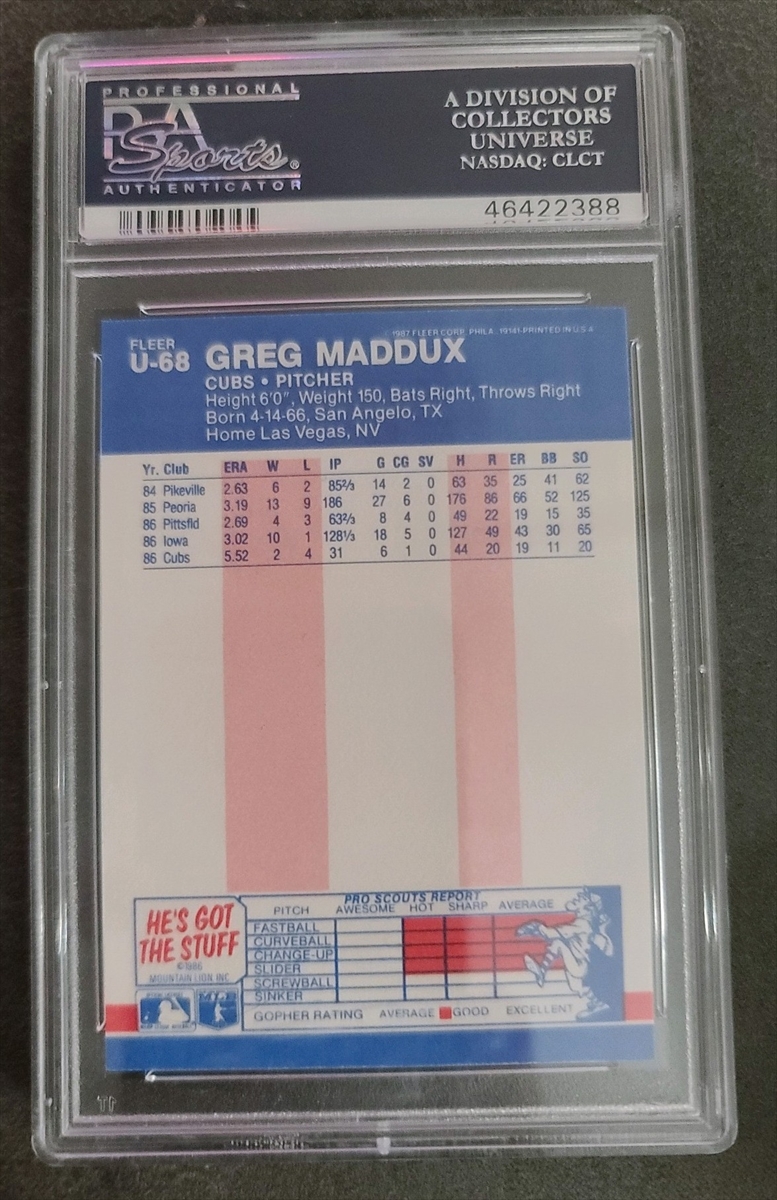 PROFESSIONAL
PSA
Sports®
AUTHENTICATOR
A DIVISION OF
COLLECTORS
UNIVERSE
NASDAQ: CLCT
46422388
© 1987 FLEER CORP., PHILA., 19141-PRINTED IN U.S.A.
FLEER
U-68 GREG MADDUX
CUBS • PITCHER
Height 6'0", Weight 150, Bats Right, Throws Right
Born 4-14-66, San Angelo, TX
Home Las Vegas, NV
Yr. Club ERA W L IP G CG SV H R ER BB SO
84 Pikeville 2.63 6 2 85⅔ 14 2 0 63 35 25 41 62
85 Peoria 3.19 13 9 186 27 6 0 176 86 66 52 125
86 Pittsfld 2.69 4 3 63⅔ 8 4 0 49 22 19 15 35
86 Iowa 3.02 10 1 128⅓ 18 5 0 127 49 43 30 65
86 Cubs 5.52 2 4 31 6 1 0 44 20 19 11 20
HE'S GOT
THE STUFF
©1986
MOUNTAIN LION INC
PRO SCOUTS REPORT
PITCH AWESOME HOT SHARP AVERAGE
FASTBALL
CURVEBALL
CHANGE-UP
SLIDER
SCREWBALL
SINKER
GOPHER RATING AVERAGE GOOD EXCELLENT